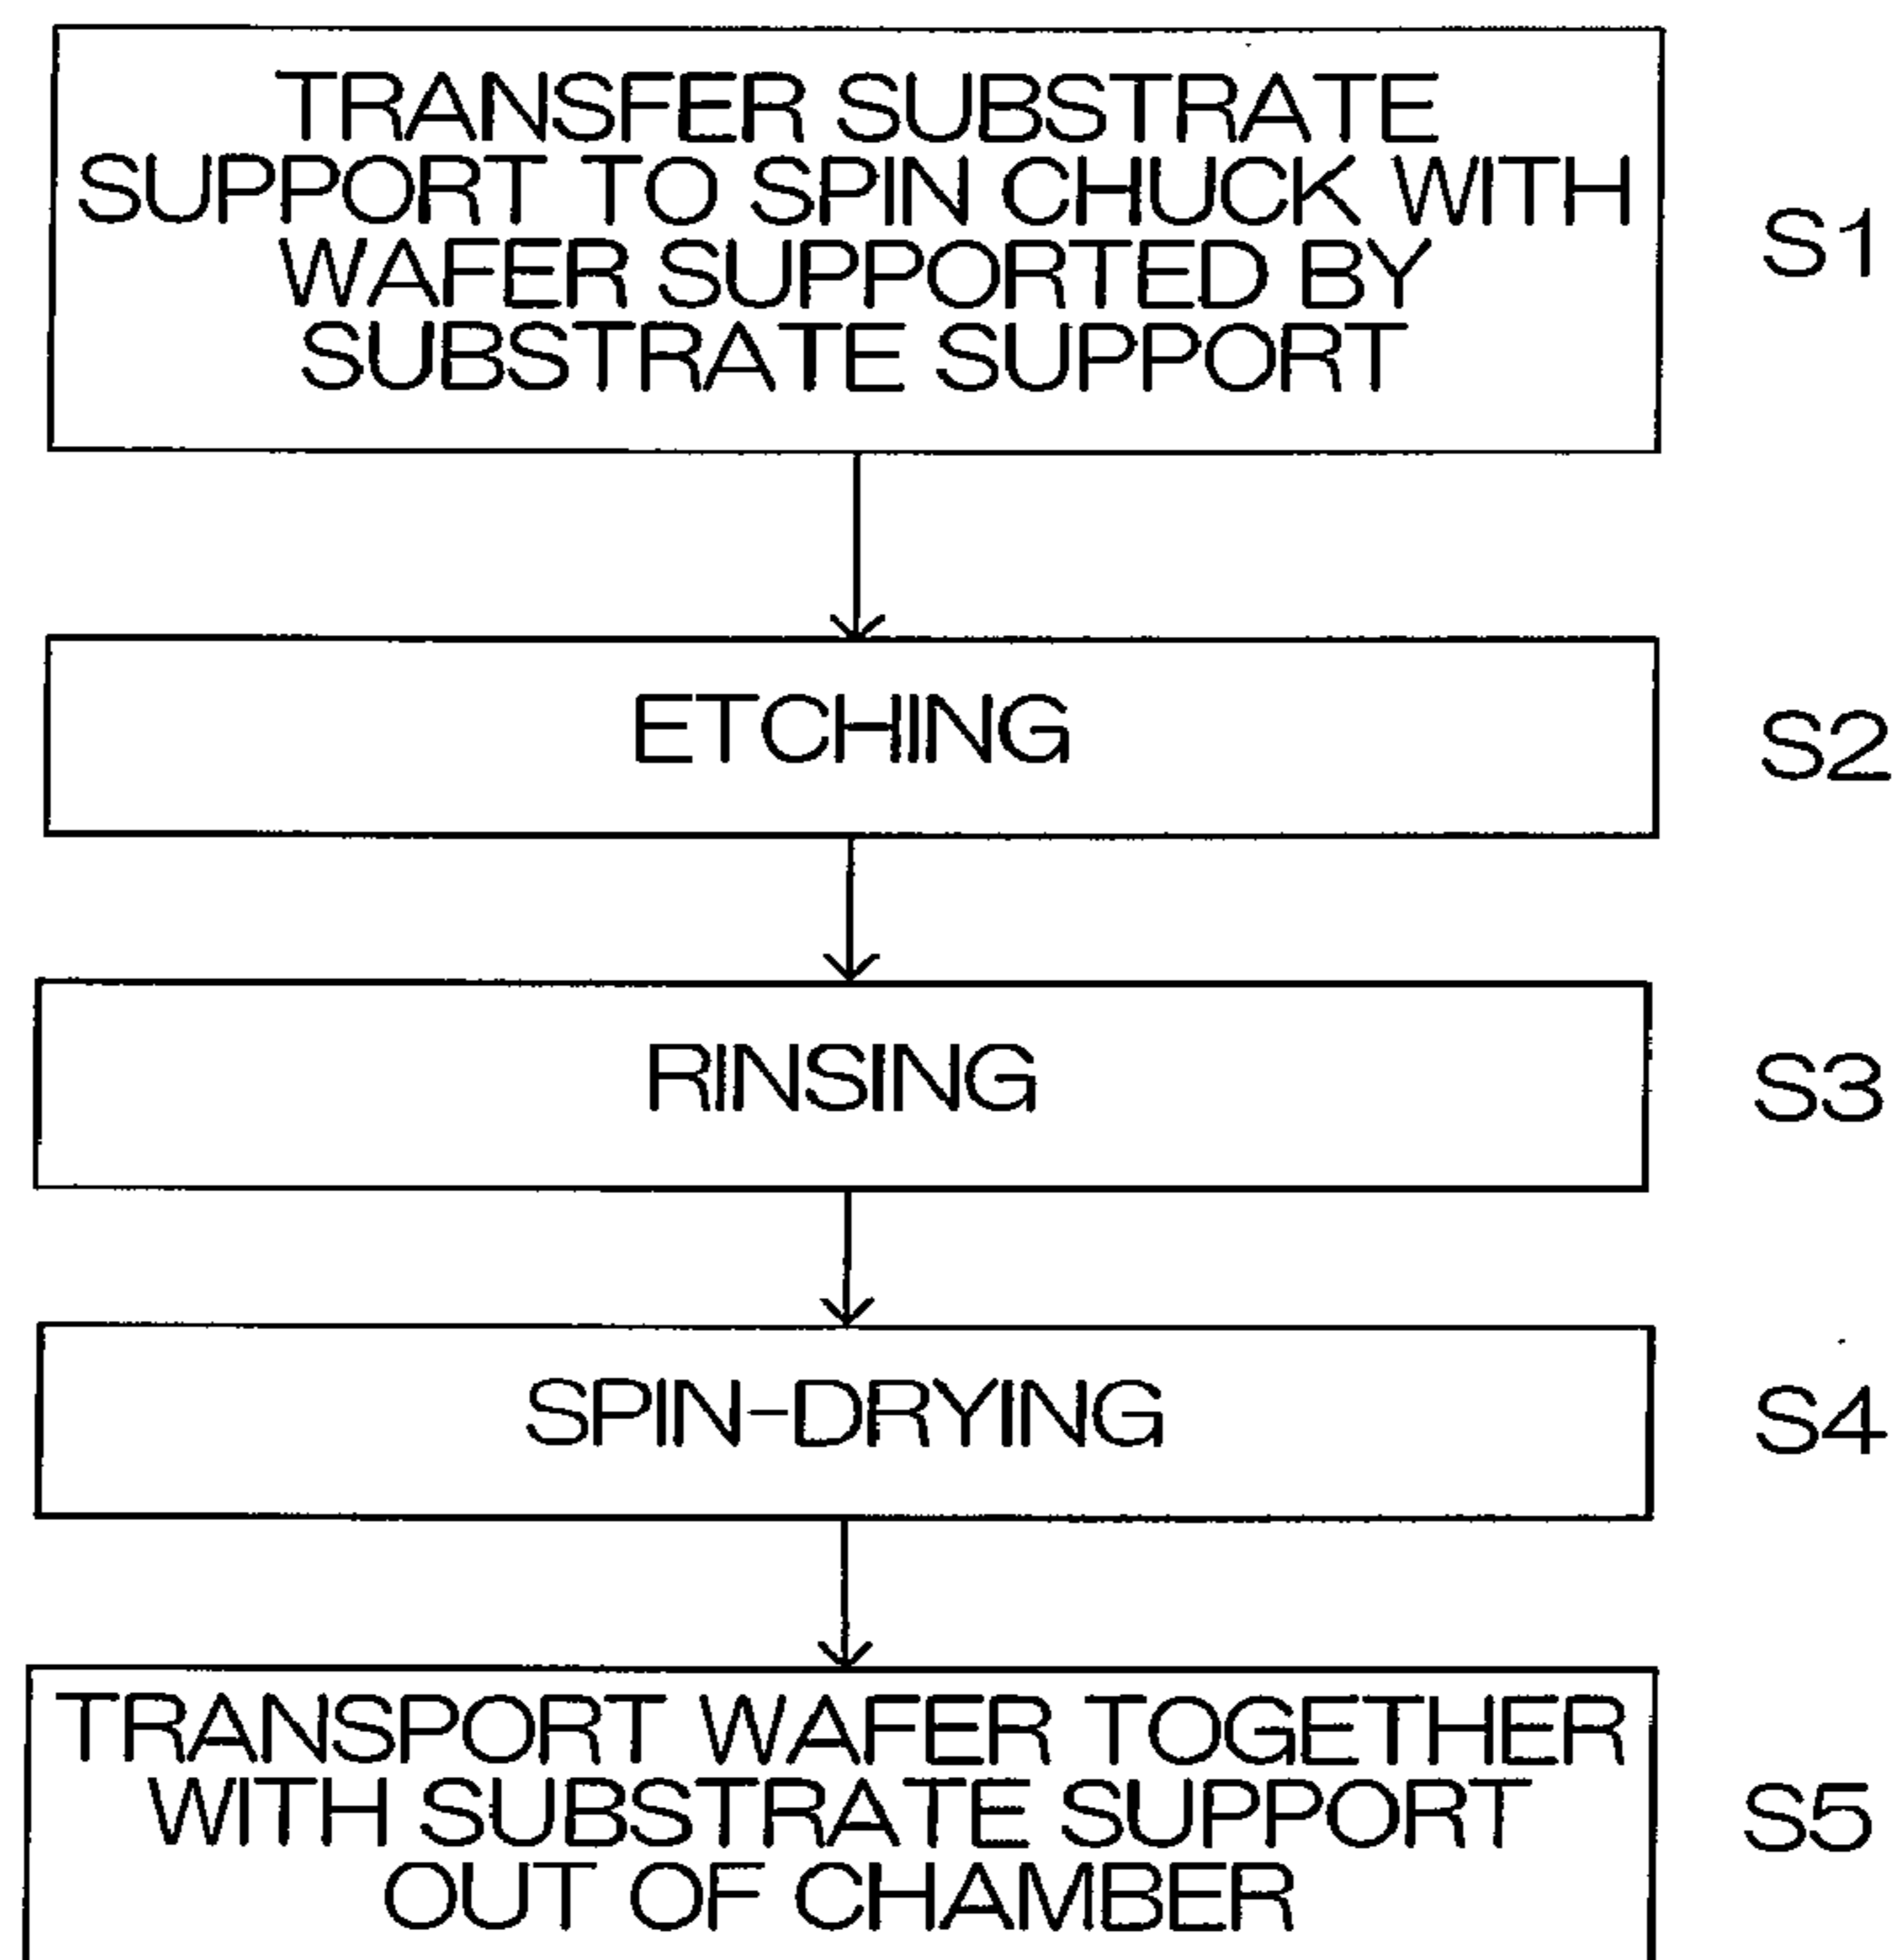 TRANSFER SUBSTRATE
SUPPORT TO SPIN CHUCK WITH
WAFER SUPPORTED BY
SUBSTRATE SUPPORT
S1
ETCHING
S2
RINSING
S3
SPIN-DRYING
S4
TRANSPORT WAFER TOGETHER
WITH SUBSTRATE SUPPORT
OUT OF CHAMBER
S5